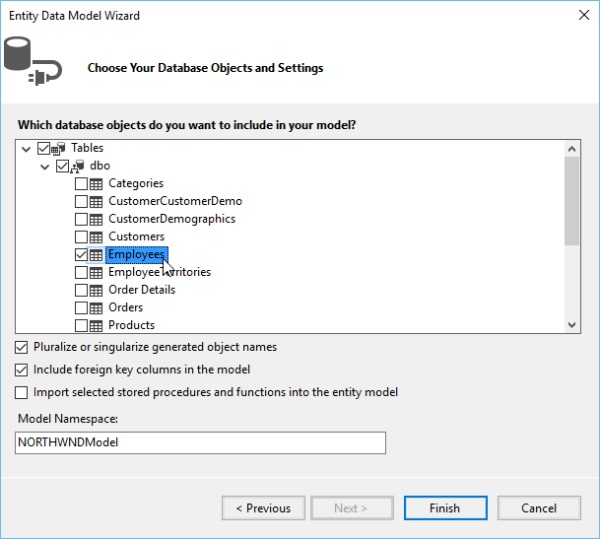 Entity Data Model Wizard
Choose Your Database Objects and Settings
Which database objects do you want to include in your model?
Tables
dbo
Categories
CustomerCustomerDemo
CustomerDemographics
Customers
Employees
EmployeeTerritories
Order Details
Orders
Products
Pluralize or singularize generated object names
Include foreign key columns in the model
Import selected stored procedures and functions into the entity model
Model Namespace:
NORTHWNDModel
< Previous Next > Finish Cancel